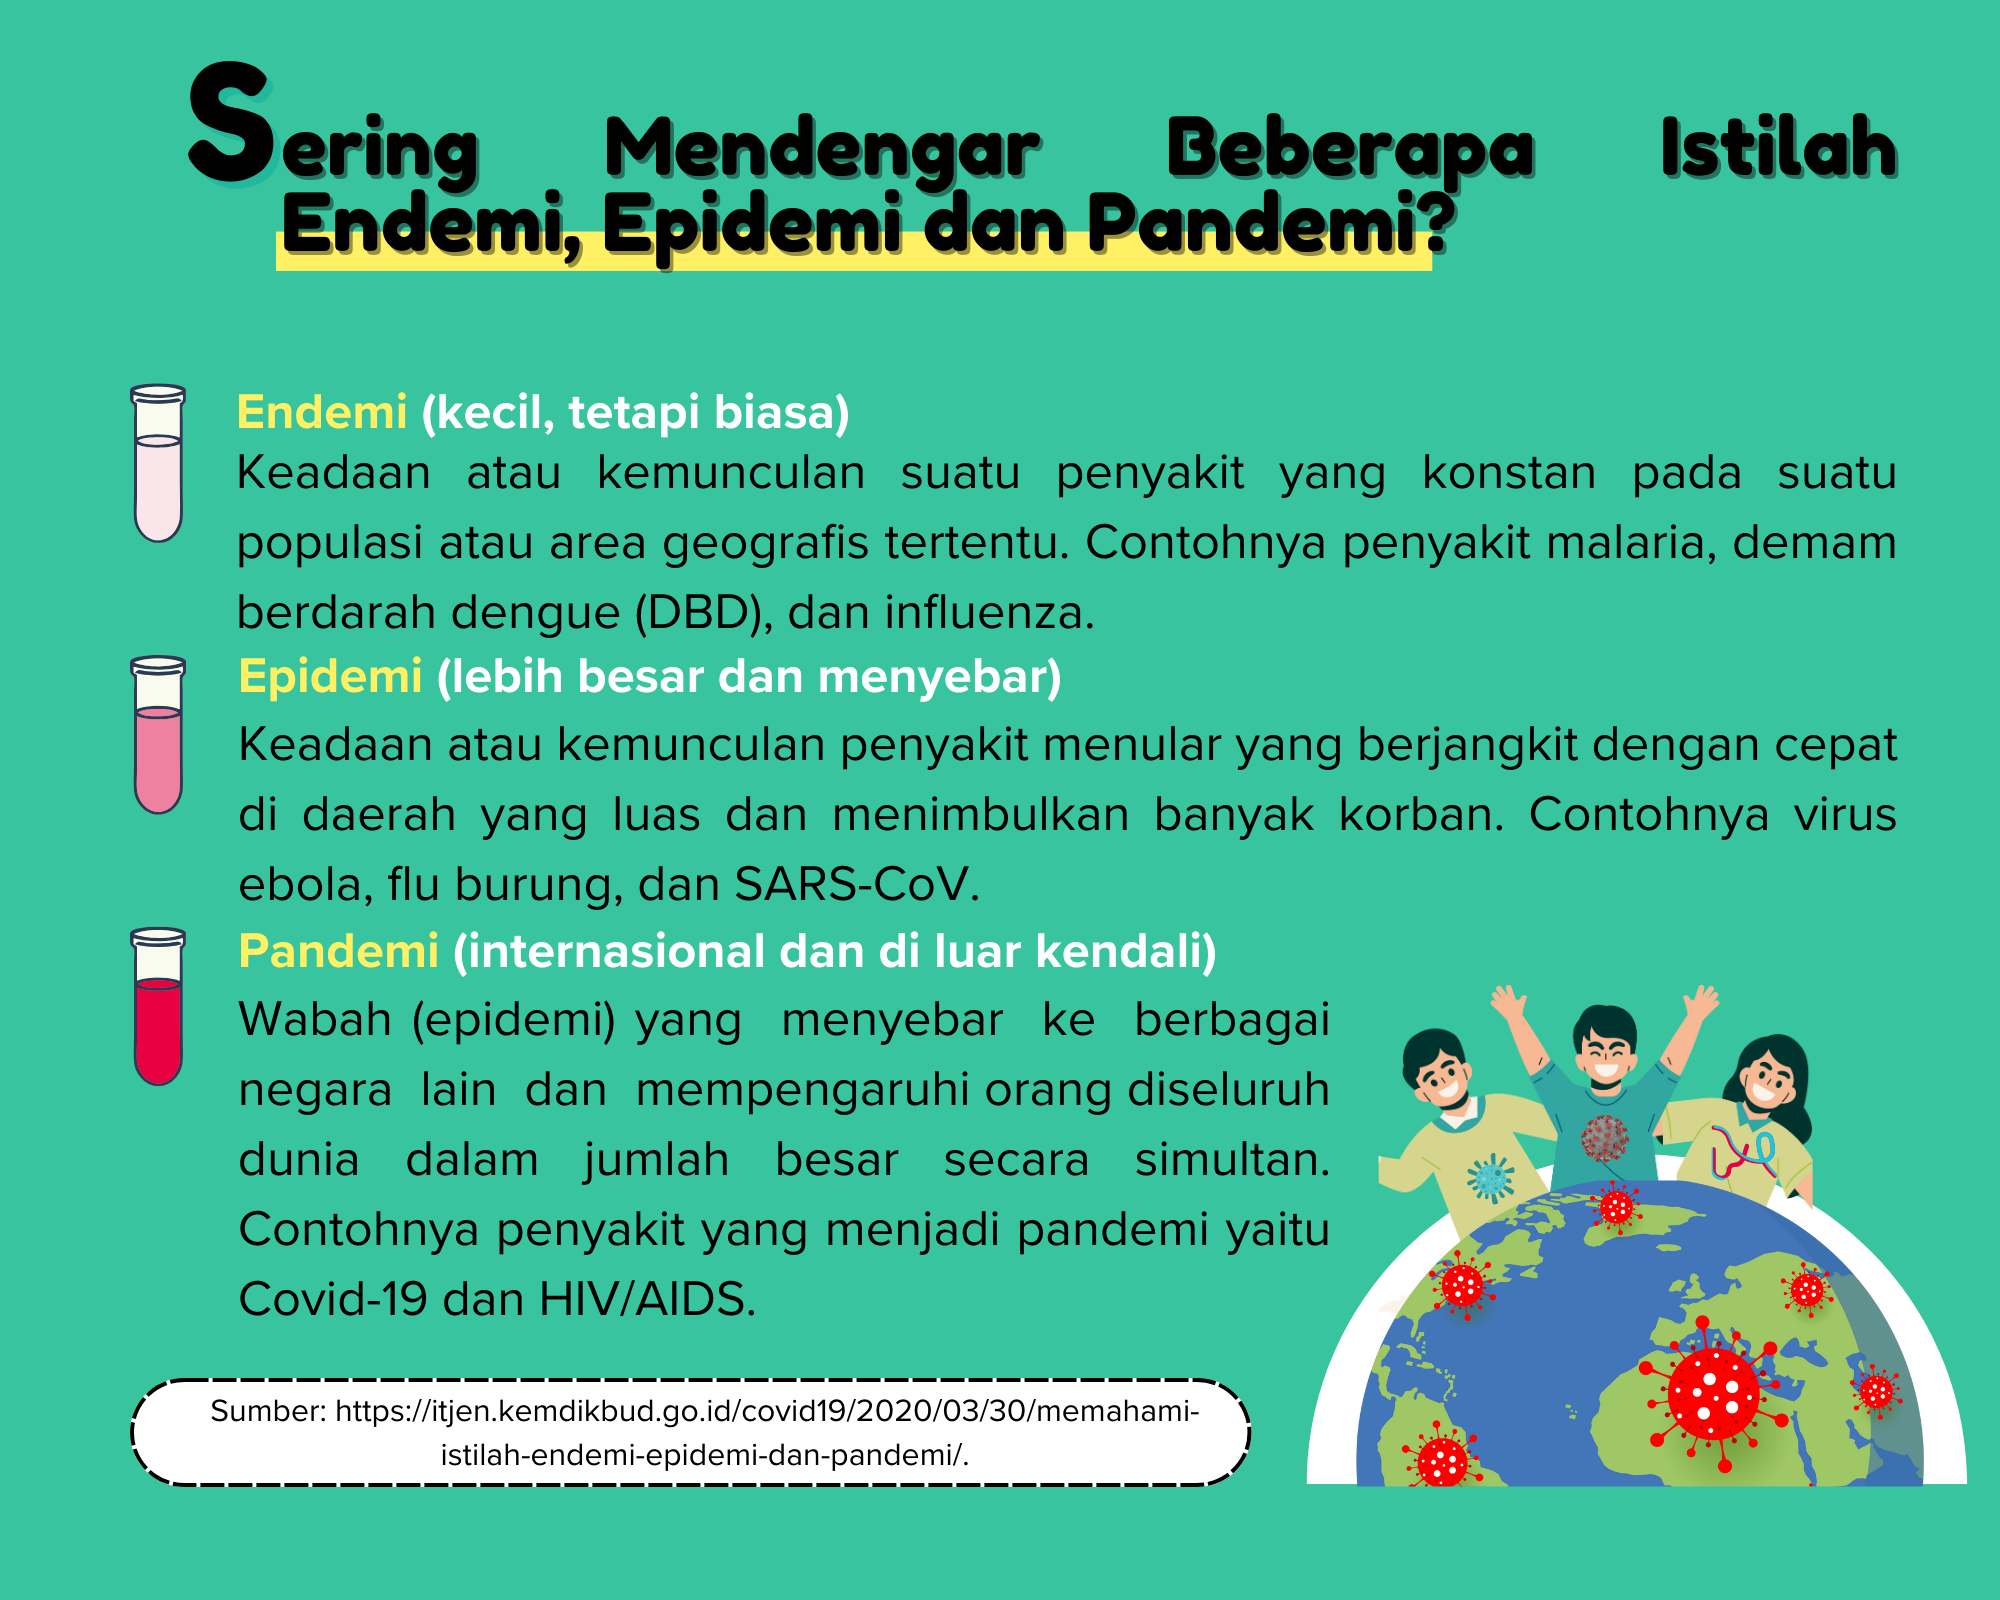 Sering Mendengar Beberapa Istilah
Endemi, Epidemi dan Pandemi?
Endemi (kecil, tetapi biasa)
Keadaan atau kemunculan suatu penyakit yang konstan pada suatu
populasi atau area geografis tertentu. Contohnya penyakit malaria, demam
berdarah dengue (DBD), dan influenza.
Epidemi (lebih besar dan menyebar)
Keadaan atau kemunculan penyakit menular yang berjangkit dengan cepat
di daerah yang luas dan menimbulkan banyak korban. Contohnya virus
ebola, flu burung, dan SARS-CoV.
Pandemi (internasional dan di luar kendali)
Wabah (epidemi) yang menyebar ke berbagai
negara lain dan mempengaruhi orang diseluruh
dunia dalam jumlah besar secara simultan.
Contohnya penyakit yang menjadi pandemi yaitu
Covid-19 dan HIV/AIDS.
Sumber: https://itjen.kemdikbud.go.id/covid19/2020/03/30/memahami-
istilah-endemi-epidemi-dan-pandemi/.